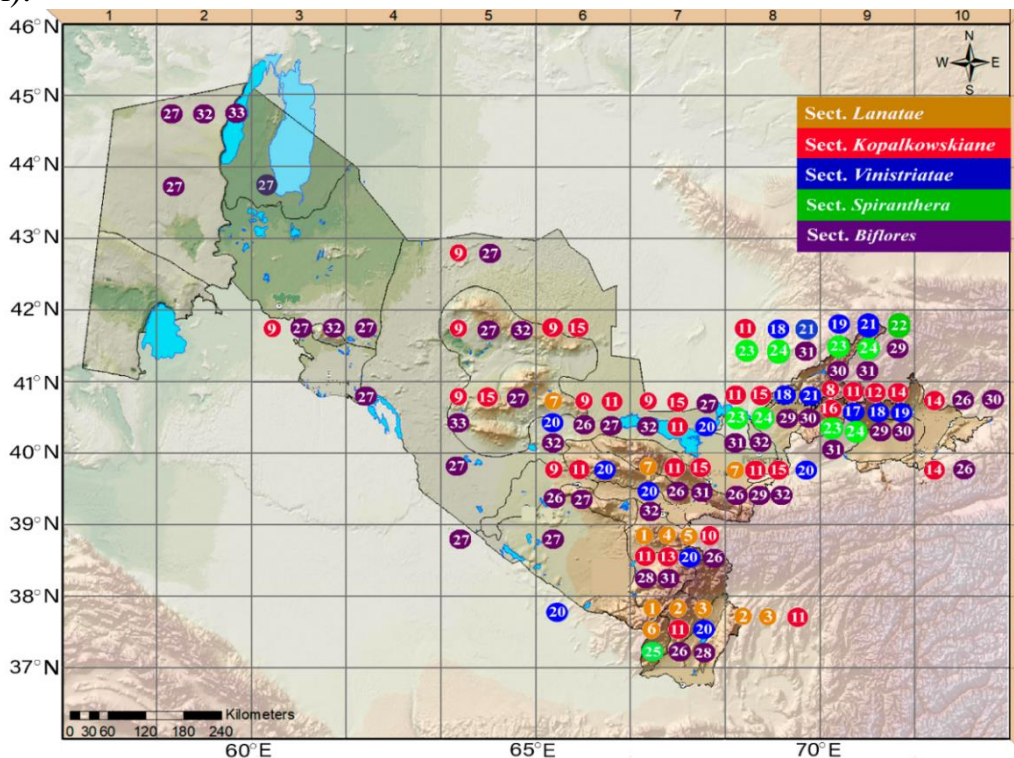 1 2 3 4 5 6 7 8 9 10
46°N
N
W E
S
45°N
Sect. Lanatae
27 32 33
Sect. Kopalkowskiane
44°N
Sect. Vinistriatae
27 27
Sect. Spiranthera
43°N
Sect. Biflores
9 27
42°N
9 27 32 27 9 27 32 9 15 11 18 21 19 21 22
23 24 31 23 24 29
30 31
41°N
27 9 15 27 7 9 11 9 15 27 11 15 18 21 8 11 12 14 14 26 30
33 20 26 27 32 11 20 23 24 29 30 16 17 18 19
32 31 32 23 24 29 30
31
40°N
27 9 11 20 7 11 15 7 11 15 20 14 26
26 27 20 26 31 26 29 32
32
39°N
27 27 1 4 5 10
11 13 20 26
28 31
38°N
20 1 2 3 2 3 11
6 11 20
25 26 28
37°N
Kilometers
0 30 60 120 180 240
60°E 65°E 70°E